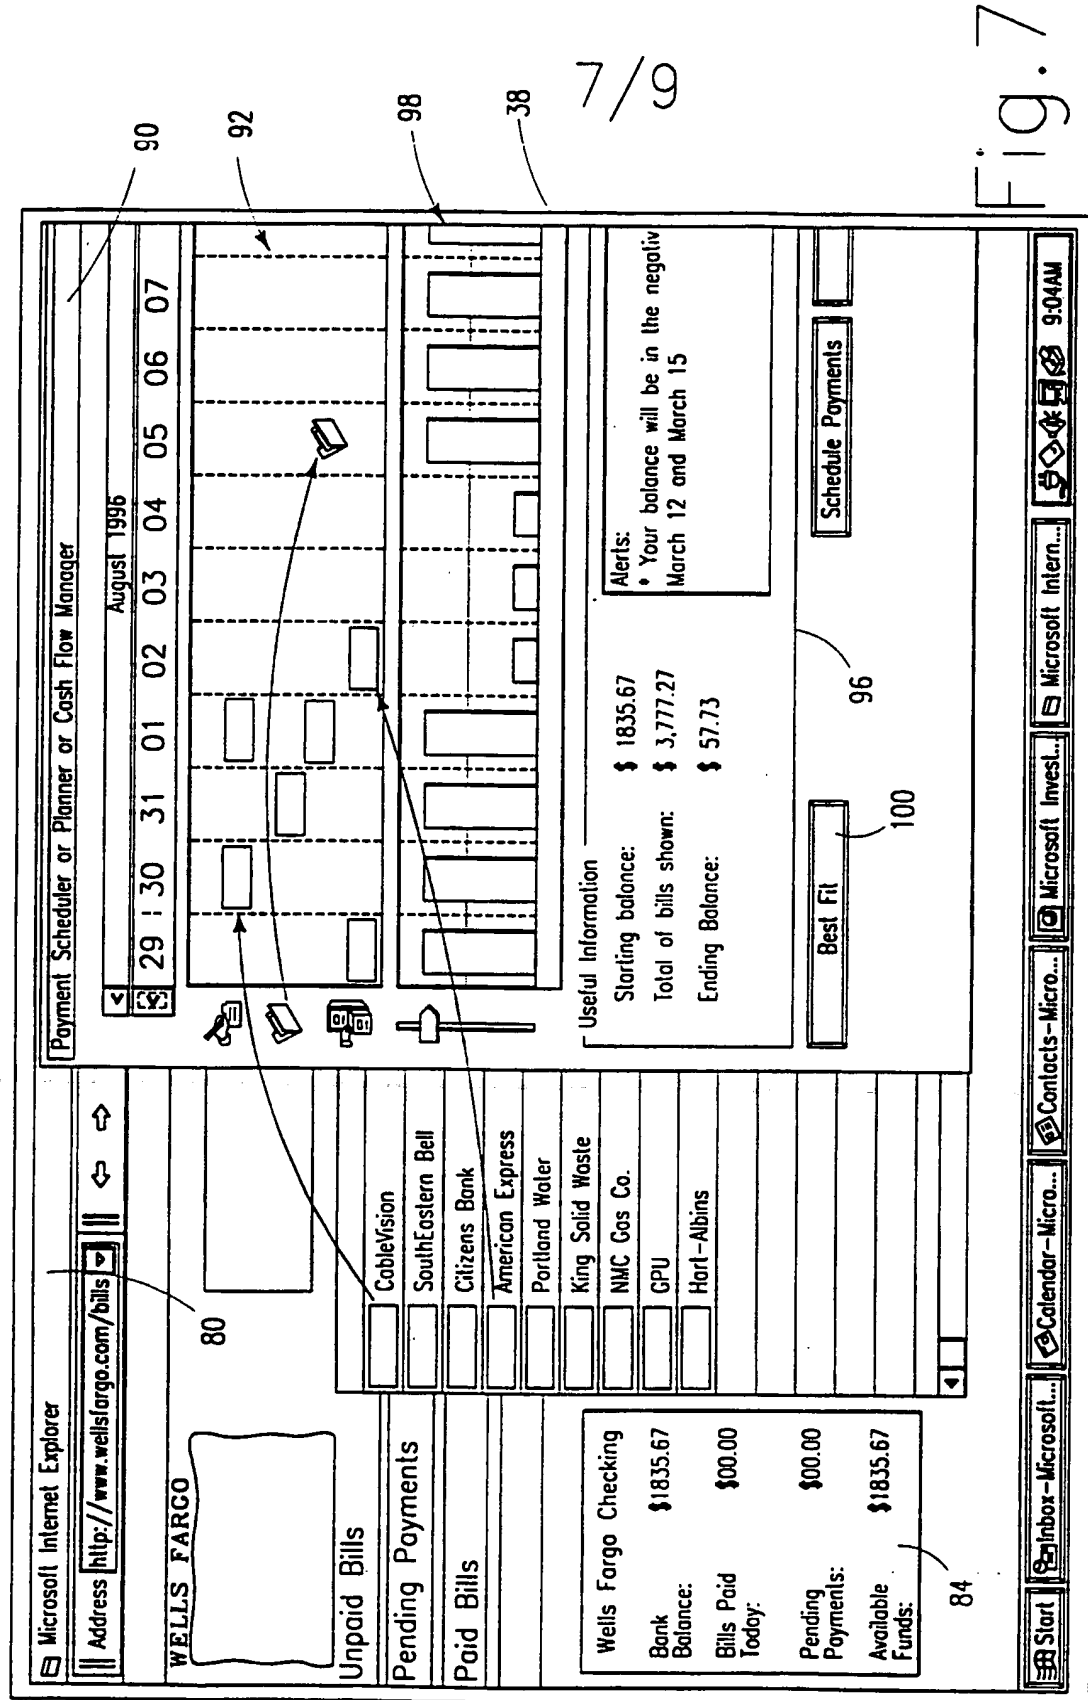 7/9
Microsoft Internet Explorer
Address http://www.wellsfargo.com/bills
80
WELLS FARGO
Unpaid Bills
Pending Payments
Paid Bills
CableVision
SouthEastern Bell
Citizens Bank
American Express
Portland Water
King Solid Waste
NMC Gas Co.
GPU
Hart-Albins
Wells Fargo Checking
Bank Balance: $1835.67
Bills Paid Today: $00.00
Pending Payments: $00.00
Available Funds: $1835.67
84
Payment Scheduler or Planner or Cash Flow Manager
90
August 1996
29 30 31 01 02 03 04 05 06 07
92
98
38
Useful Information
Starting balance: $ 1835.67
Total of bills shown: $ 3,777.27
Ending Balance: $ 57.73
Alerts:
* Your balance will be in the negativ
March 12 and March 15
96
Best Fit
100
Schedule Payments
Start
Inbox-Microsoft...
Calendar-Micro...
Contacts-Micro...
Microsoft Invest...
Microsoft Intern...
9:04AM
Fig. 7